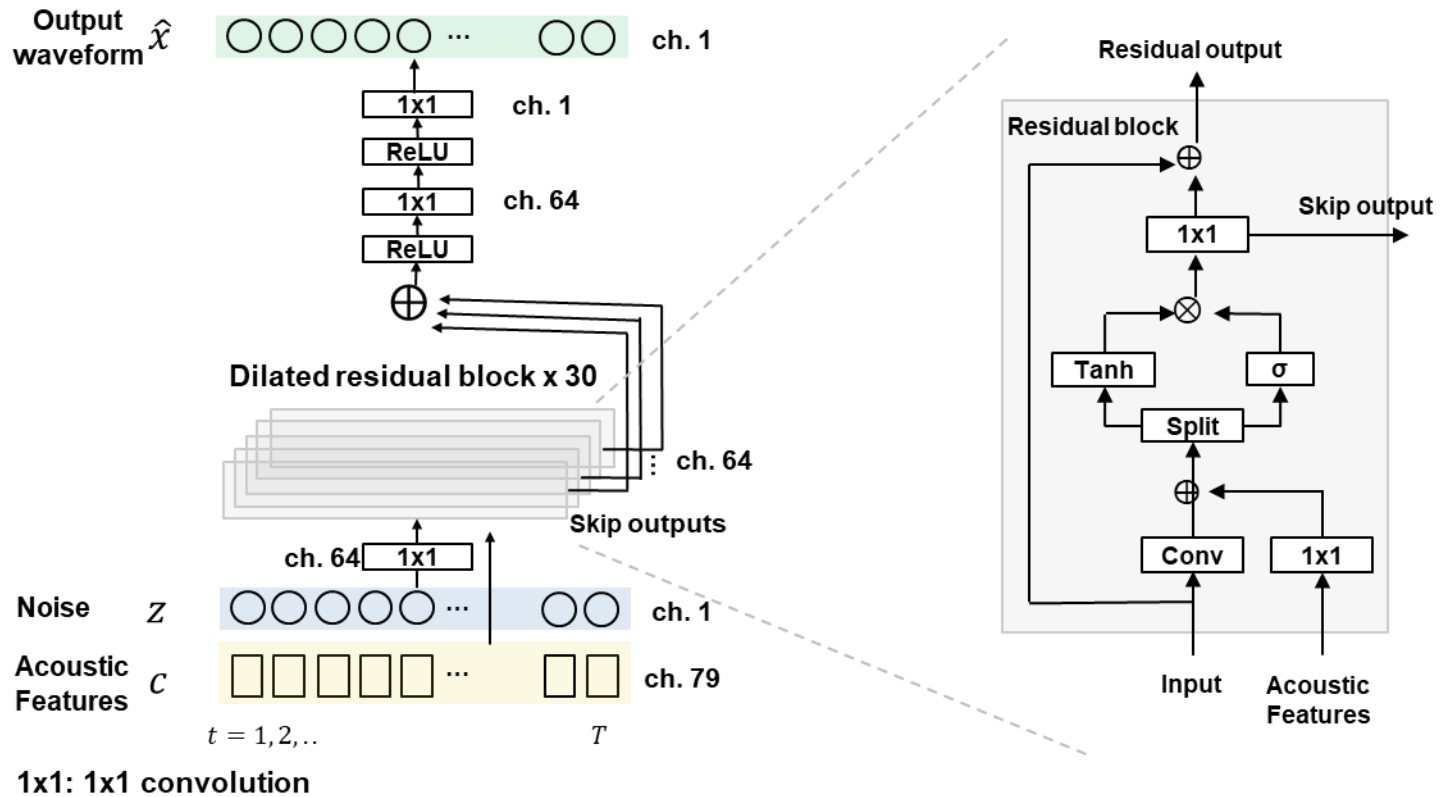 Output
waveform x̂
... ch. 1
1x1 ch. 1
ReLU
1x1 ch. 64
ReLU
Dilated residual block x 30
ch. 64
Skip outputs
ch. 64 1x1
Noise z ... ch. 1
Acoustic
Features c ... ch. 79
t = 1, 2, ..
T
1x1: 1x1 convolution
Residual output
Residual block
Skip output
1x1
Tanh
σ
Split
Conv
1x1
Input
Acoustic
Features